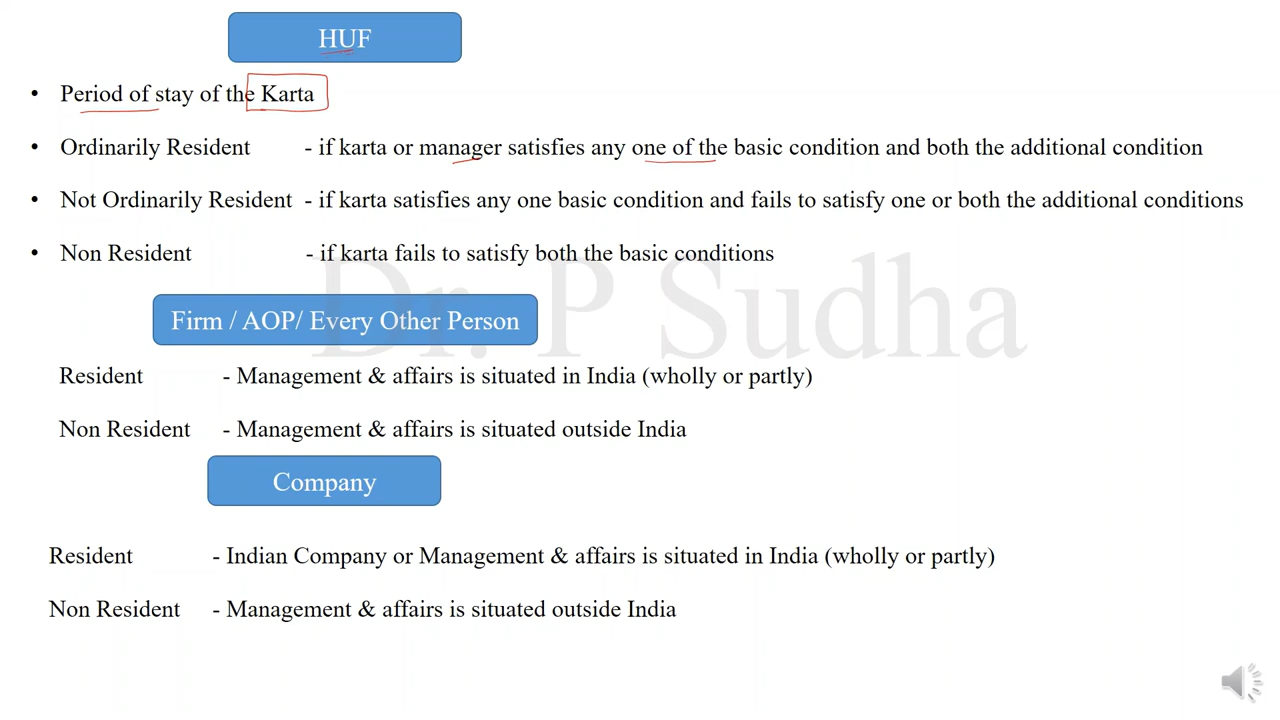 HUF
• Period of stay of the Karta
• Ordinarily Resident - if karta or manager satisfies any one of the basic condition and both the additional condition
• Not Ordinarily Resident - if karta satisfies any one basic condition and fails to satisfy one or both the additional conditions
• Non Resident - if karta fails to satisfy both the basic conditions
Dr. P Sudha
Firm / AOP/ Every Other Person
Resident - Management & affairs is situated in India (wholly or partly)
Non Resident - Management & affairs is situated outside India
Company
Resident - Indian Company or Management & affairs is situated in India (wholly or partly)
Non Resident - Management & affairs is situated outside India